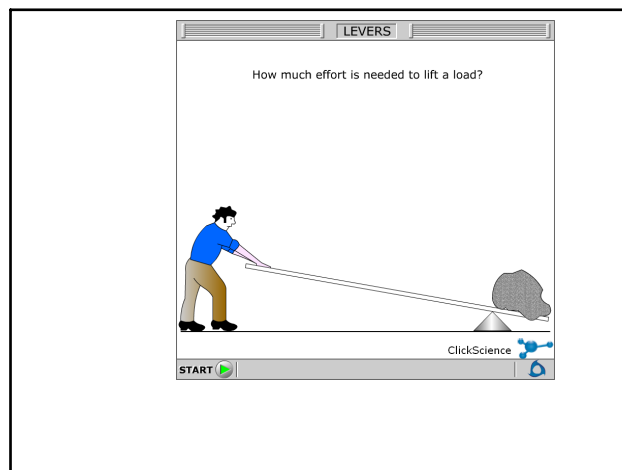 LEVERS
How much effort is needed to lift a load?
ClickScience
START